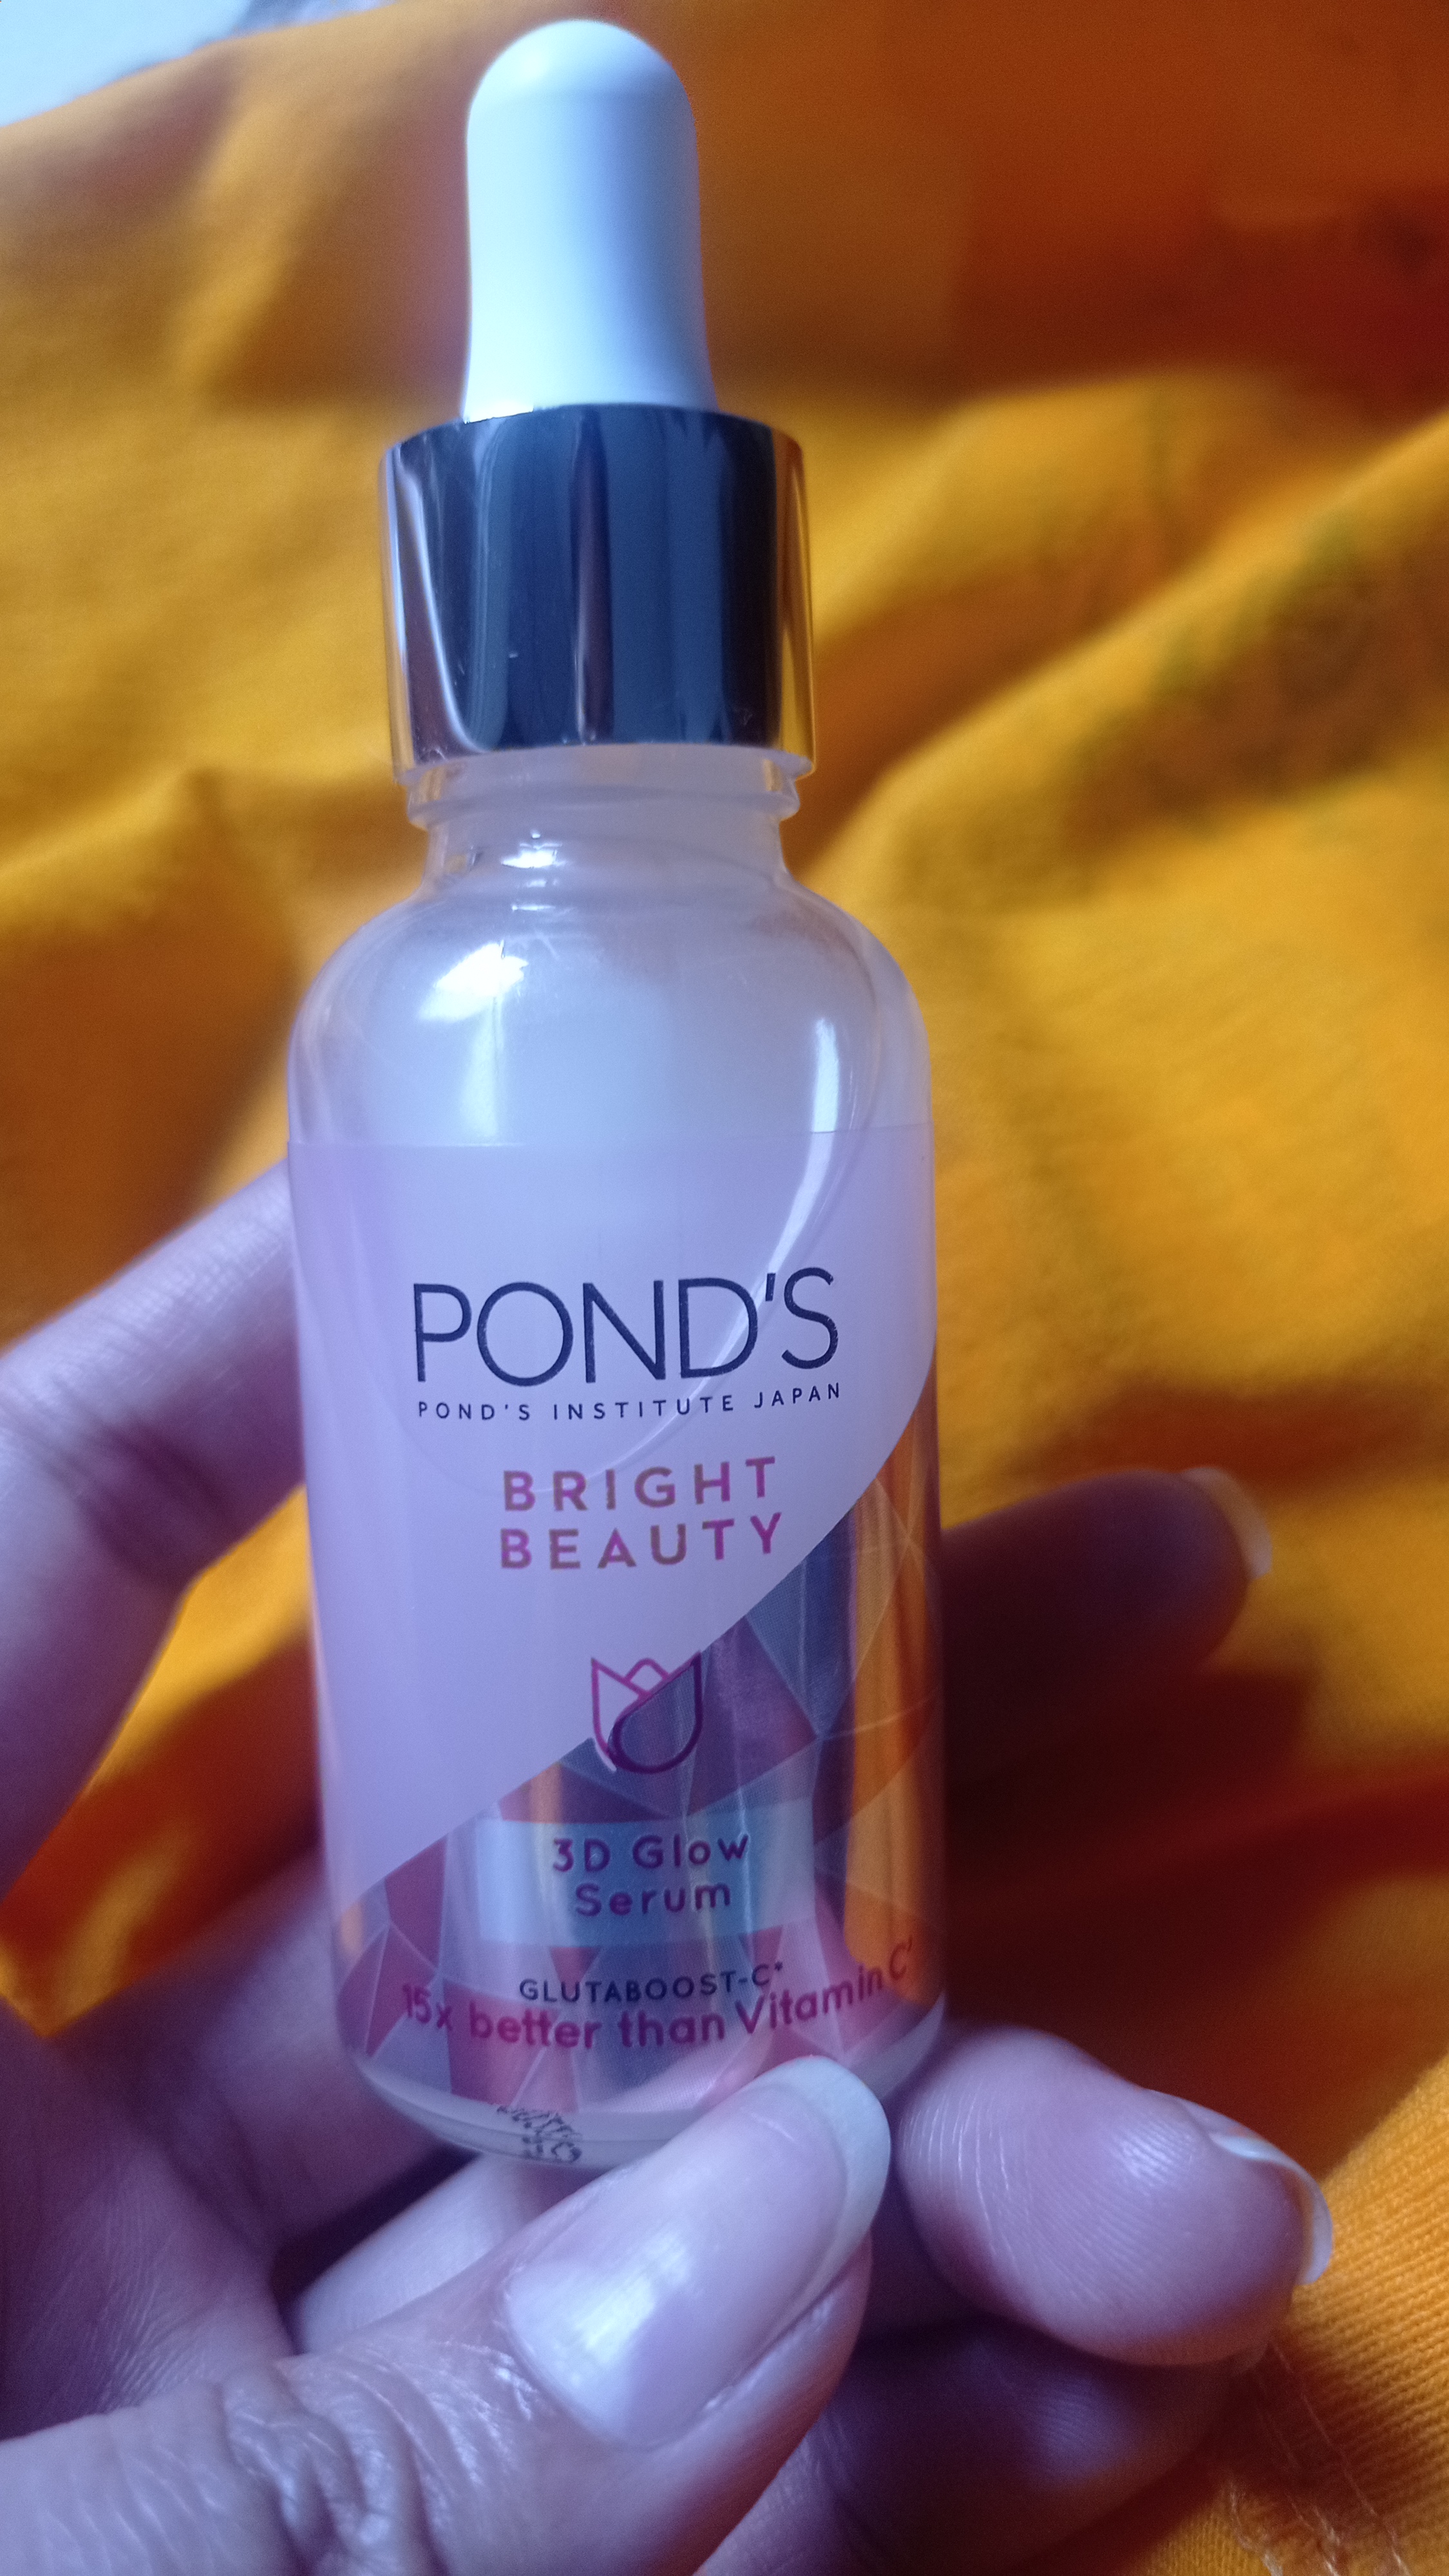 POND'S
POND'S INSTITUTE JAPAN
BRIGHT
BEAUTY
3D Glow
Serum
GLUTABOOST-C*
15x better than Vitamin C'